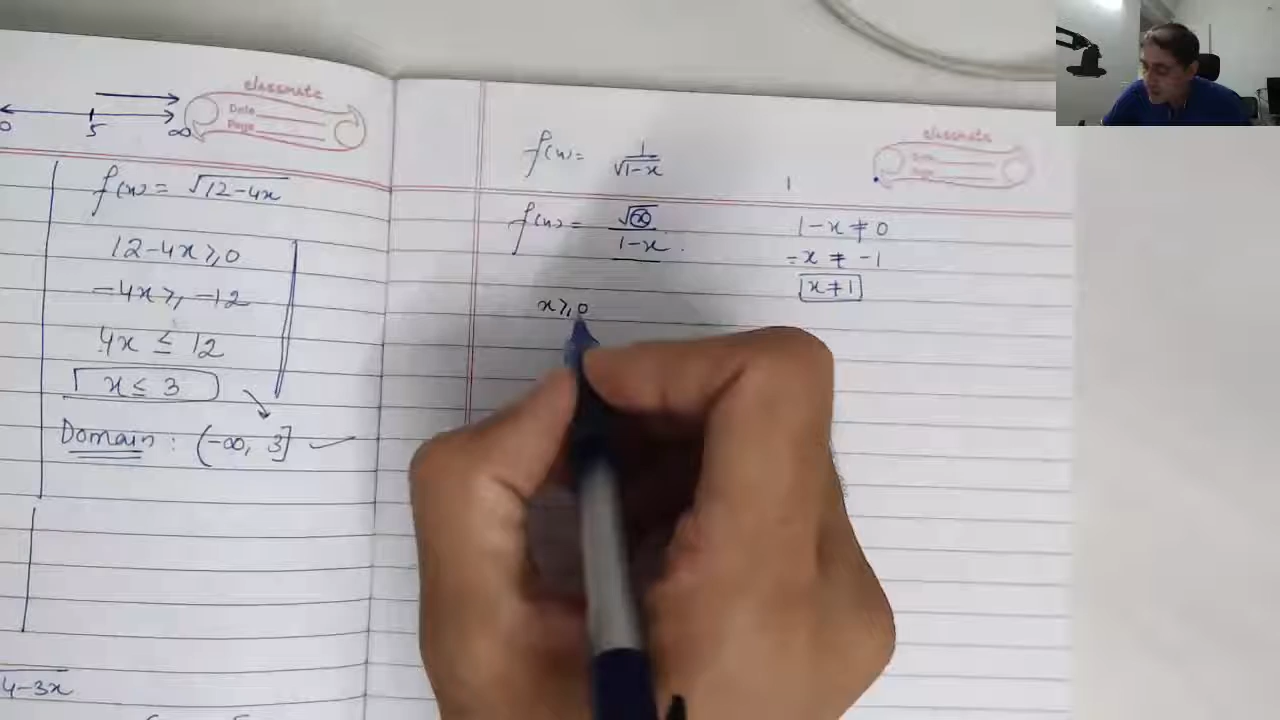 classmate
Date
Page
0 5 ∞
f(x) = √12-4x
12-4x ≥ 0
-4x ≥ -12
4x ≤ 12
x ≤ 3
Domain : (-∞, 3]
4-3x
classmate
f(x) = 1/√1-x
1
f(x) = √x/1-x .
x ≥ 0
1-x ≠ 0
-x ≠ -1
x ≠ 1